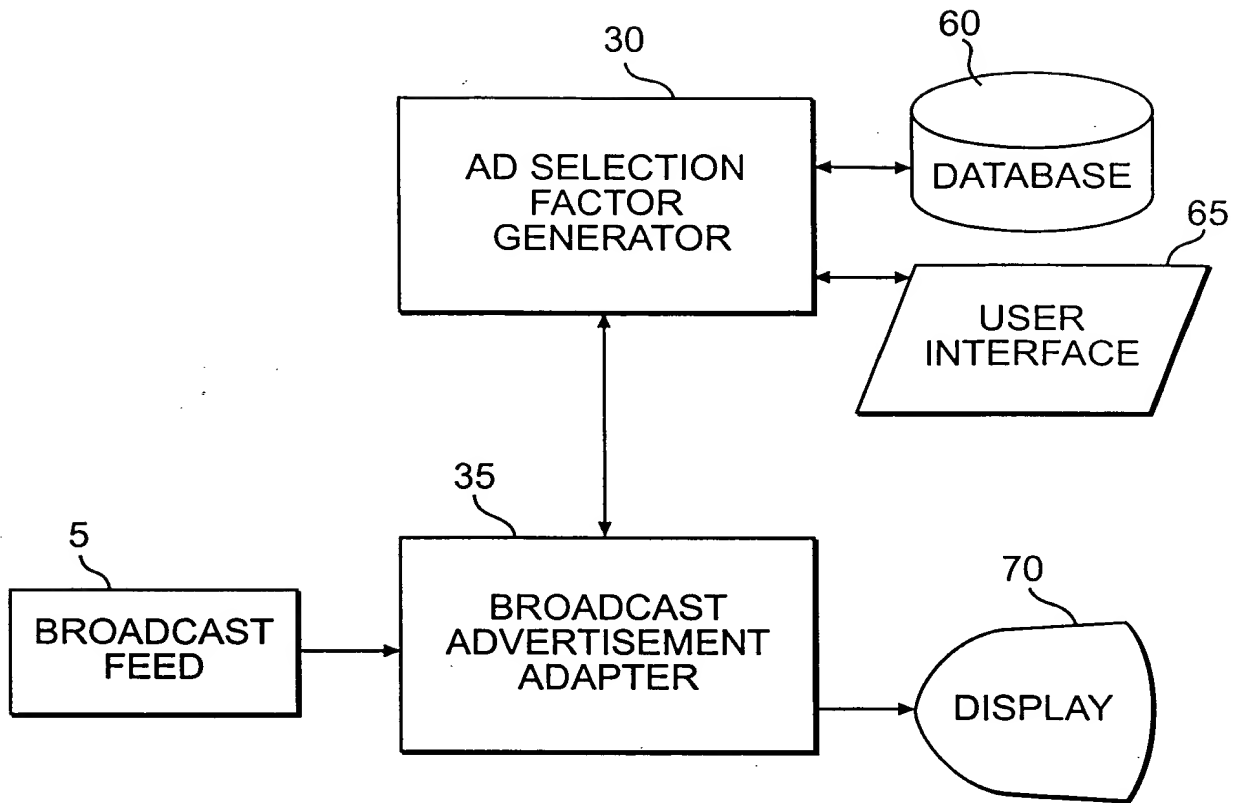 30
60
AD SELECTION
FACTOR
GENERATOR
DATABASE
65
USER
INTERFACE
35
5
BROADCAST
FEED
BROADCAST
ADVERTISEMENT
ADAPTER
70
DISPLAY